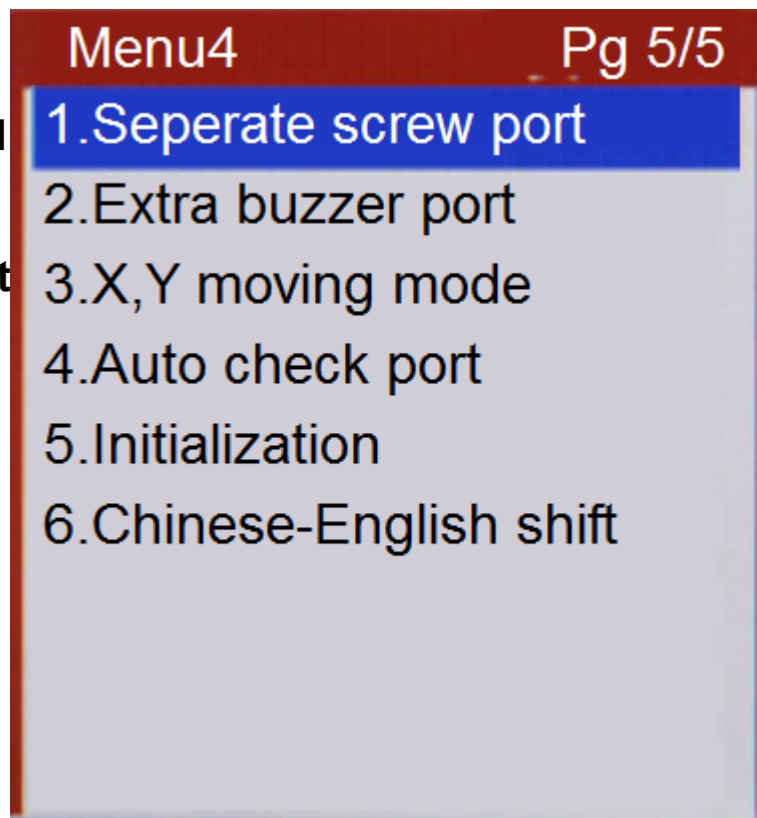 Menu4 Pg 5/5
1.Seperate screw port
2.Extra buzzer port
3.X,Y moving mode
4.Auto check port
5.Initialization
6.Chinese-English shift